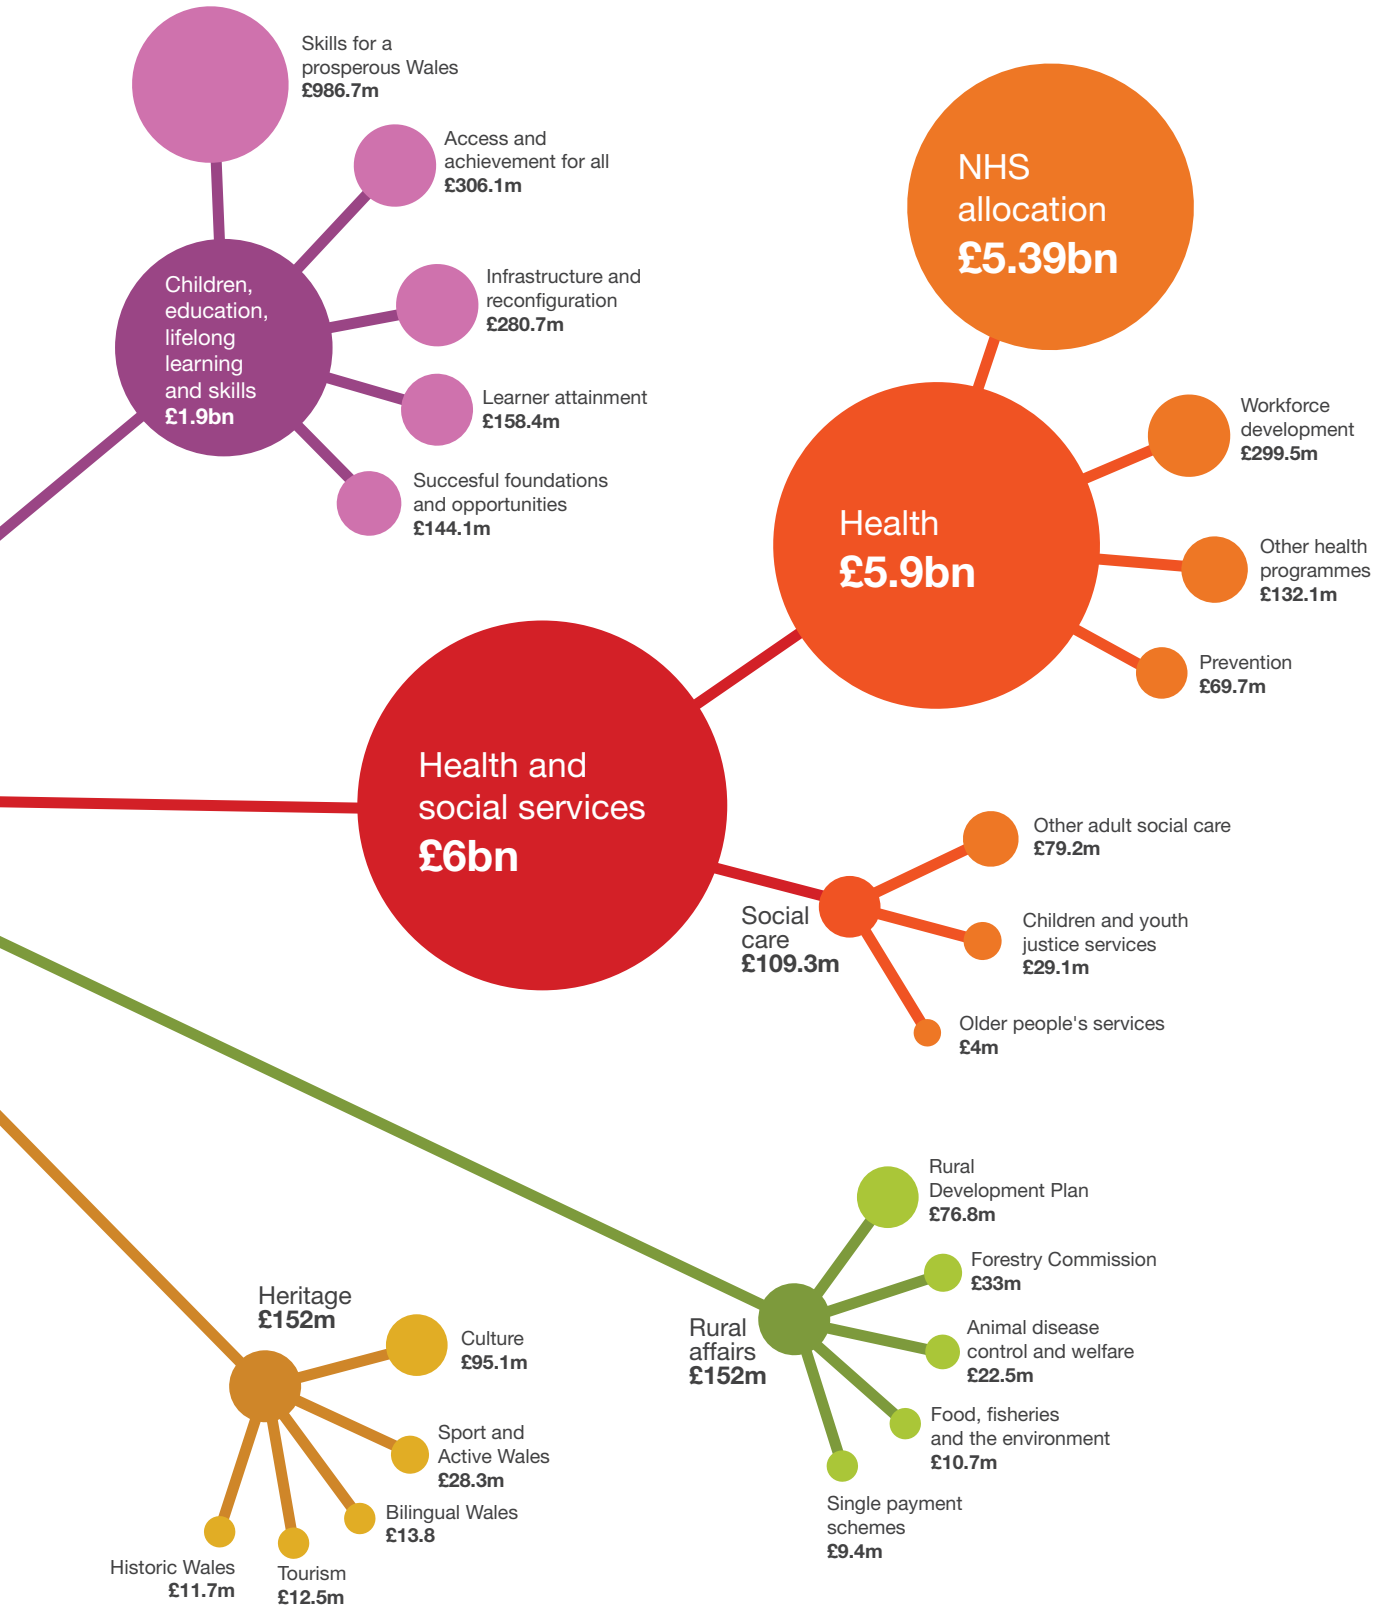 Skills for a
prosperous Wales
£986.7m
Access and
achievement for all
£306.1m
Children,
education,
lifelong
learning
and skills
£1.9bn
Infrastructure and
reconfiguration
£280.7m
Learner attainment
£158.4m
Succesful foundations
and opportunities
£144.1m
NHS
allocation
£5.39bn
Health
£5.9bn
Workforce
development
£299.5m
Other health
programmes
£132.1m
Prevention
£69.7m
Health and
social services
£6bn
Social
care
£109.3m
Other adult social care
£79.2m
Children and youth
justice services
£29.1m
Older people's services
£4m
Rural
affairs
£152m
Rural
Development Plan
£76.8m
Forestry Commission
£33m
Animal disease
control and welfare
£22.5m
Food, fisheries
and the environment
£10.7m
Single payment
schemes
£9.4m
Heritage
£152m
Culture
£95.1m
Sport and
Active Wales
£28.3m
Bilingual Wales
£13.8
Tourism
£12.5m
Historic Wales
£11.7m